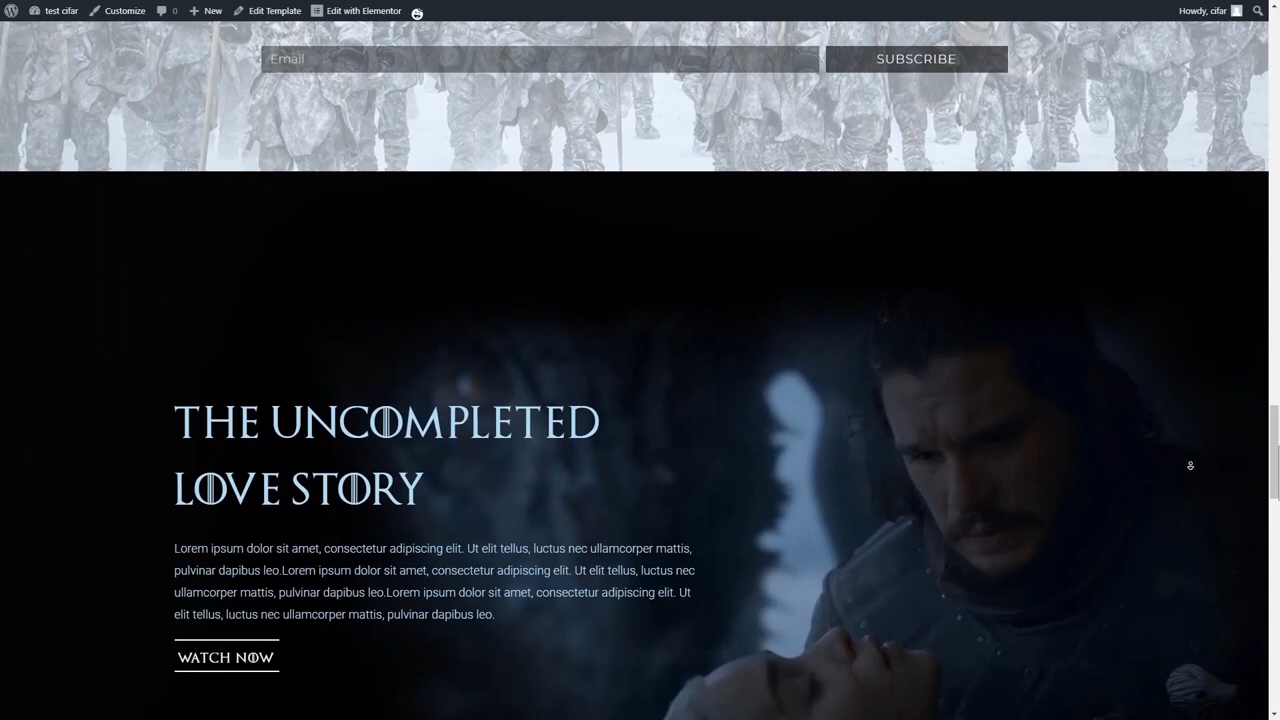 test cifar Customize 0 New Edit Template Edit with Elementor Howdy, cifar
Email SUBSCRIBE
THE UNCOMPLETED
LOVE STORY
Lorem ipsum dolor sit amet, consectetur adipiscing elit. Ut elit tellus, luctus nec ullamcorper mattis,
pulvinar dapibus leo.Lorem ipsum dolor sit amet, consectetur adipiscing elit. Ut elit tellus, luctus nec
ullamcorper mattis, pulvinar dapibus leo.Lorem ipsum dolor sit amet, consectetur adipiscing elit. Ut
elit tellus, luctus nec ullamcorper mattis, pulvinar dapibus leo.
WATCH NOW